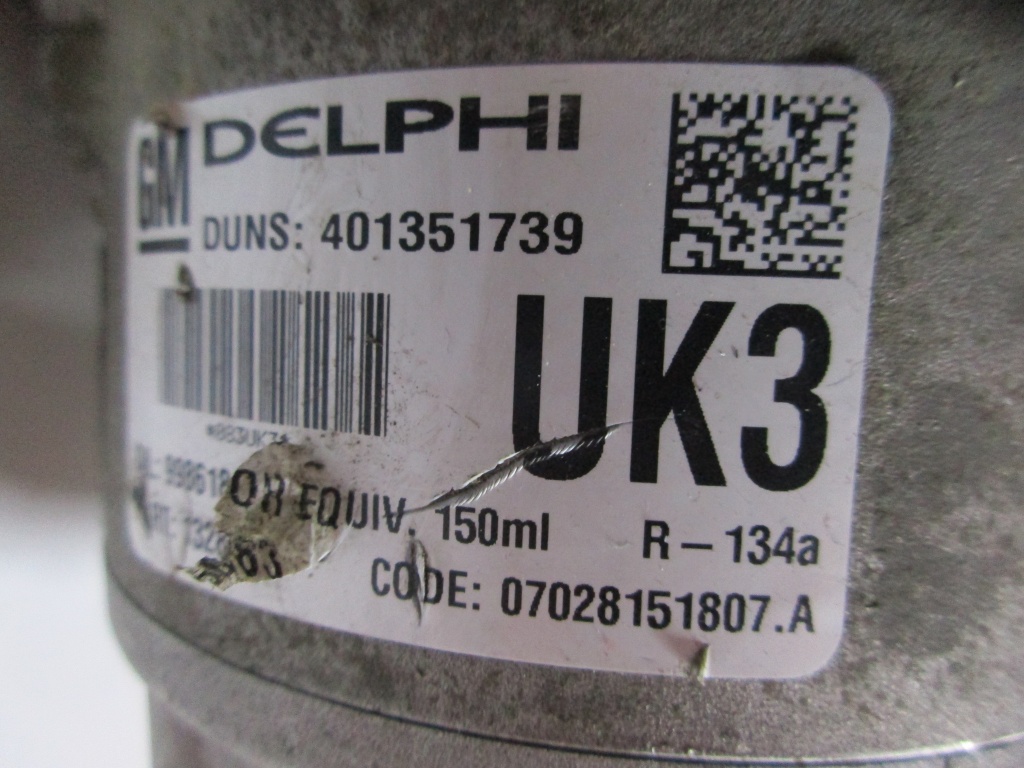 GM DELPHI
DUNS: 401351739
UK3
OR EQUIV. 150ml R-134a
CODE: 07028151807.A